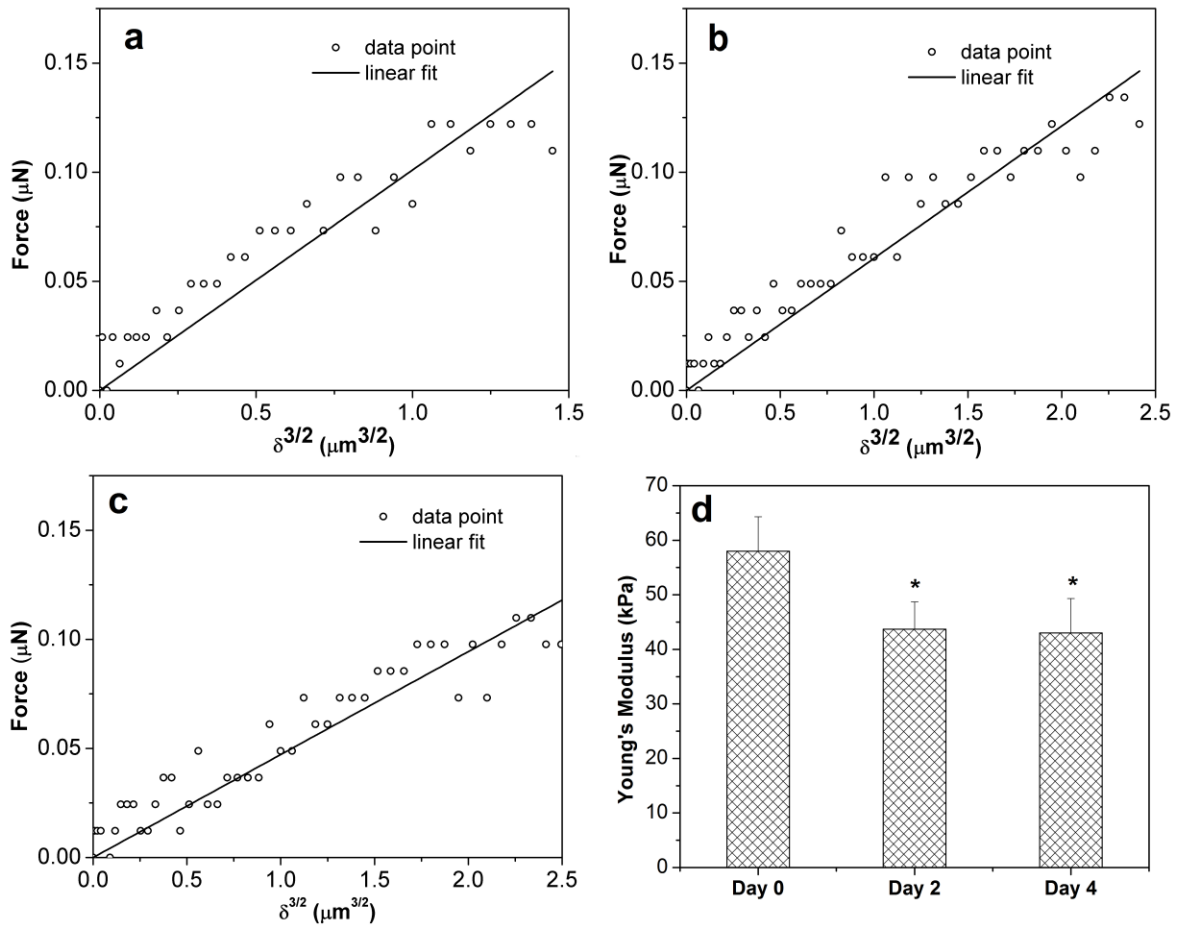 a
data point
linear fit
0.15
0.10
0.05
0.00
Force (μN)
0.0 0.5 1.0 1.5
δ3/2 (μm3/2)
b
data point
linear fit
0.15
0.10
0.05
0.00
Force (μN)
0.0 0.5 1.0 1.5 2.0 2.5
δ3/2 (μm3/2)
c
data point
linear fit
0.15
0.10
0.05
0.00
Force (μN)
0.0 0.5 1.0 1.5 2.0 2.5
δ3/2 (μm3/2)
d
70
60
50
40
30
20
10
0
Young's Modulus (kPa)
* *
Day 0 Day 2 Day 4